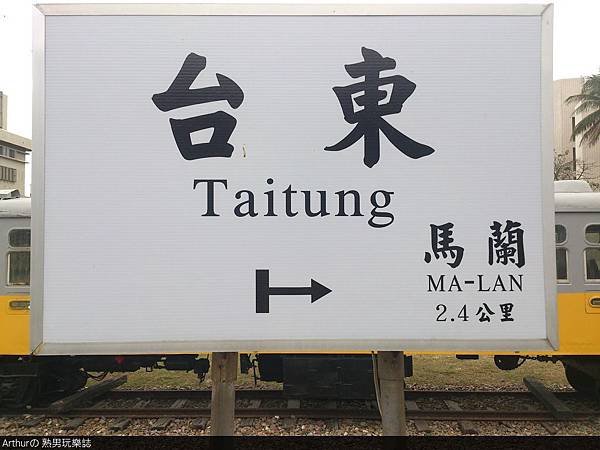 台東
Taitung
馬蘭
MA-LAN
2.4公里
Arthurの 熟男玩樂誌